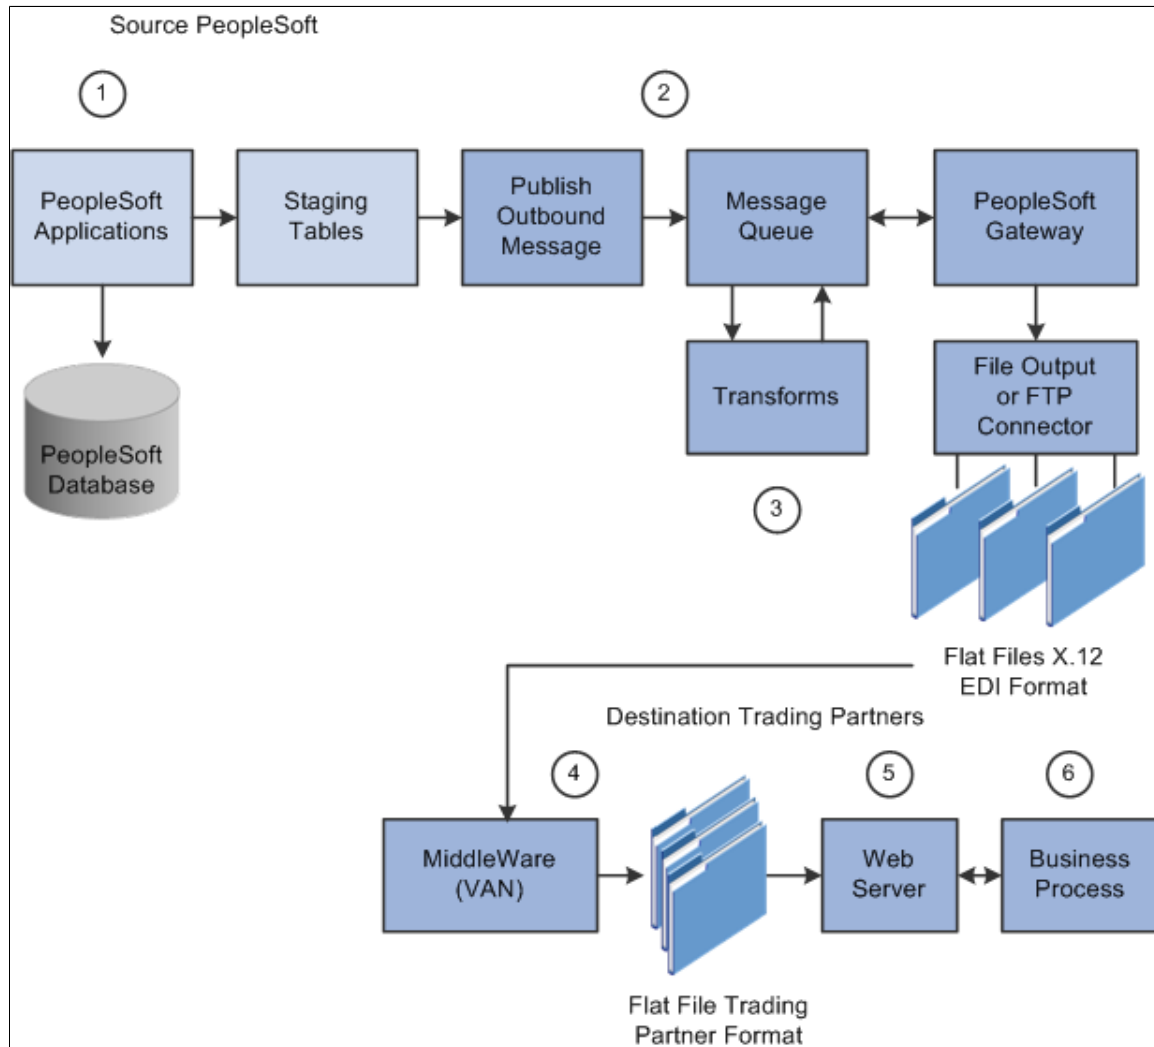 Source PeopleSoft
1
2
PeopleSoft
Applications
Staging
Tables
Publish
Outbound
Message
Message
Queue
PeopleSoft
Gateway
Transforms
File Output
or FTP
Connector
PeopleSoft
Database
3
Flat Files X.12
EDI Format
Destination Trading Partners
4
5
6
MiddleWare
(VAN)
Web
Server
Business
Process
Flat File Trading
Partner Format